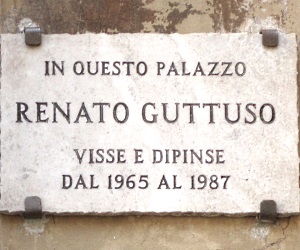 IN QUESTO PALAZZO
RENATO GUTTUSO
VISSE E DIPINSE
DAL 1965 AL 1987